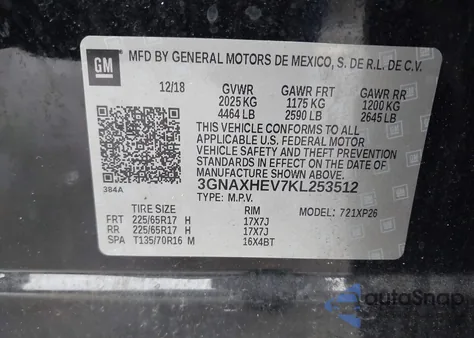 GM
MFD BY GENERAL MOTORS DE MEXICO, S. DE R.L. DE C.V.
12/18 GVWR GAWR FRT GAWR RR
2025 KG 1175 KG 1200 KG
4464 LB 2590 LB 2645 LB
THIS VEHICLE CONFORMS TO ALL
APPLICABLE U.S. FEDERAL MOTOR
VEHICLE SAFETY AND THEFT PREVENTION
STANDARDS IN EFFECT ON THE DATE
OF MANUFACTURE SHOWN ABOVE.
384A 3GNAXHEV7KL253512
TYPE: M.P.V.
TIRE SIZE RIM MODEL: 721XP26
FRT 225/65R17 H 17X7J
RR 225/65R17 H 17X7J
SPA T135/70R16 M 16X4BT
autoSnap